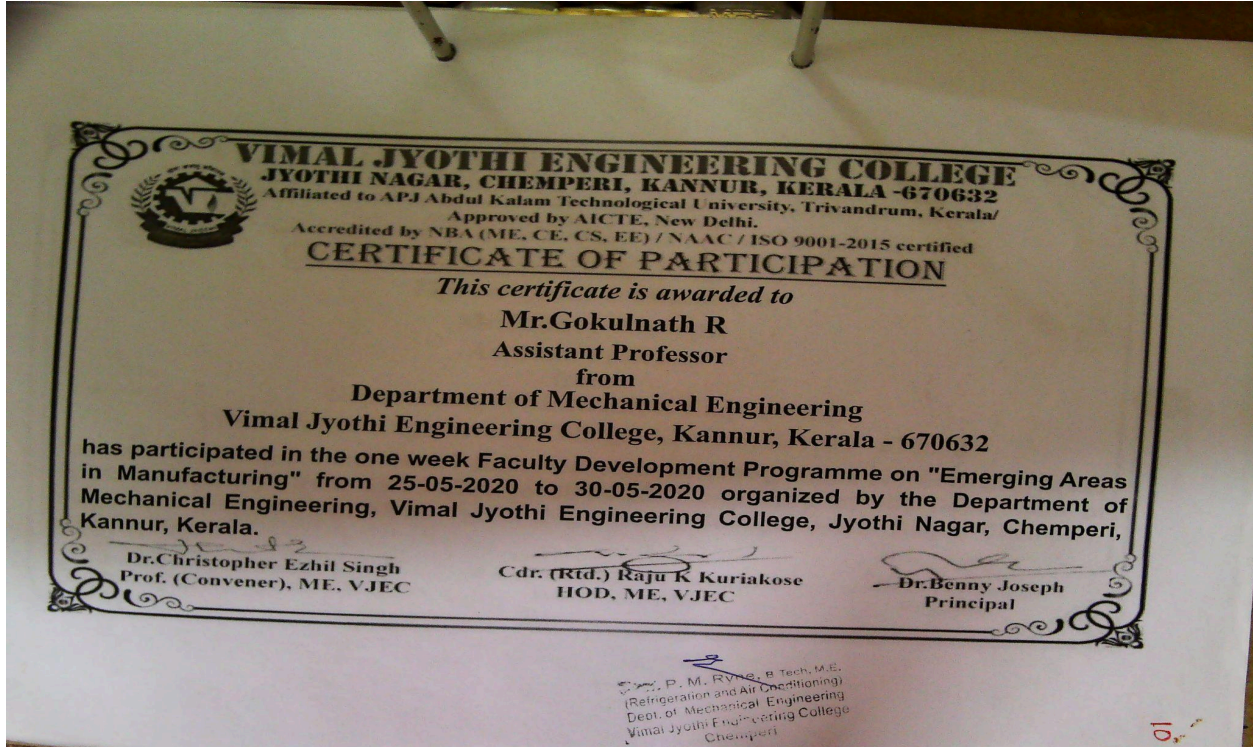 VIMAL JYOTHI ENGINEERING COLLEGE
JYOTHI NAGAR, CHEMPERI, KANNUR, KERALA -670632
Affiliated to APJ Abdul Kalam Technological University, Trivandrum, Kerala/
Approved by AICTE, New Delhi.
Accredited by NBA (ME, CE, CS, EE) / NAAC / ISO 9001-2015 certified
CERTIFICATE OF PARTICIPATION
This certificate is awarded to
Mr.Gokulnath R
Assistant Professor
from
Department of Mechanical Engineering
Vimal Jyothi Engineering College, Kannur, Kerala - 670632
has participated in the one week Faculty Development Programme on "Emerging Areas
in Manufacturing" from 25-05-2020 to 30-05-2020 organized by the Department of
Mechanical Engineering, Vimal Jyothi Engineering College, Jyothi Nagar, Chemperi,
Kannur, Kerala.
Dr.Christopher Ezhil Singh
Prof. (Convener), ME, VJEC
Cdr. (Rtd.) Raju K Kuriakose
HOD, ME, VJEC
Dr.Benny Joseph
Principal
P. M. B Tech, M.E.
(Refrigeration and Air Conditioning)
Dept. of Mechanical Engineering
Vimal Jyothi Engineering College
Chemperi
10